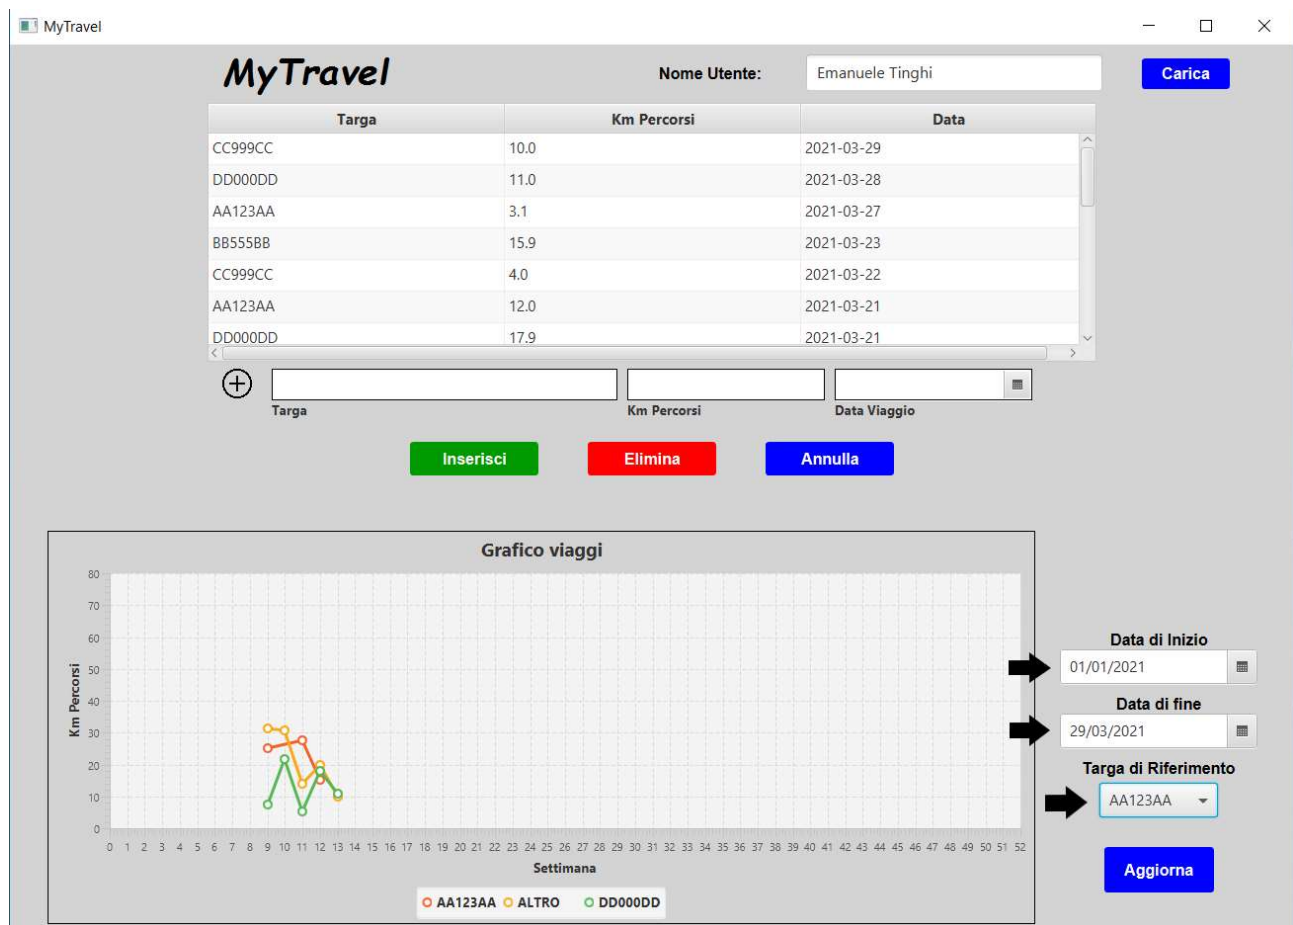 MyTravel
MyTravel Nome Utente: Emanuele Tinghi Carica
Targa Km Percorsi Data
CC999CC 10.0 2021-03-29
DD000DD 11.0 2021-03-28
AA123AA 3.1 2021-03-27
BB555BB 15.9 2021-03-23
CC999CC 4.0 2021-03-22
AA123AA 12.0 2021-03-21
DD000DD 17.9 2021-03-21
Targa Km Percorsi Data Viaggio
Inserisci Elimina Annulla
Grafico viaggi
80
70
60
50
40
30
20
10
0
Km Percorsi
0 1 2 3 4 5 6 7 8 9 10 11 12 13 14 15 16 17 18 19 20 21 22 23 24 25 26 27 28 29 30 31 32 33 34 35 36 37 38 39 40 41 42 43 44 45 46 47 48 49 50 51 52
Settimana
AA123AA ALTRO DD000DD
Data di Inizio
01/01/2021
Data di fine
29/03/2021
Targa di Riferimento
AA123AA
Aggiorna